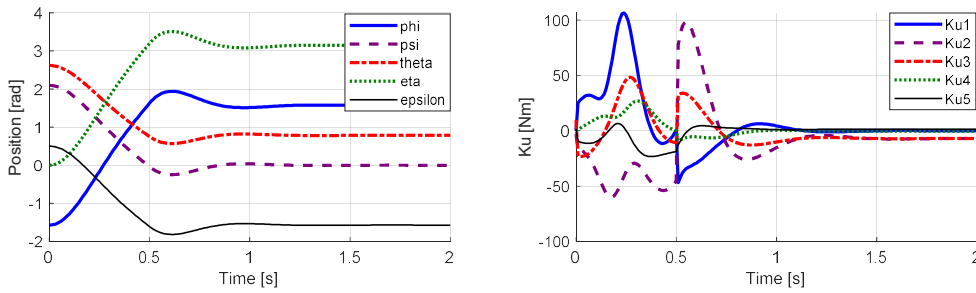 4
3
2
1
0
-1
-2
Position [rad]
0
0.5
1
1.5
2
Time [s]
phi
psi
theta
eta
epsilon
100
50
0
-50
-100
Ku [Nm]
0
0.5
1
1.5
2
Time [s]
Ku1
Ku2
Ku3
Ku4
Ku5